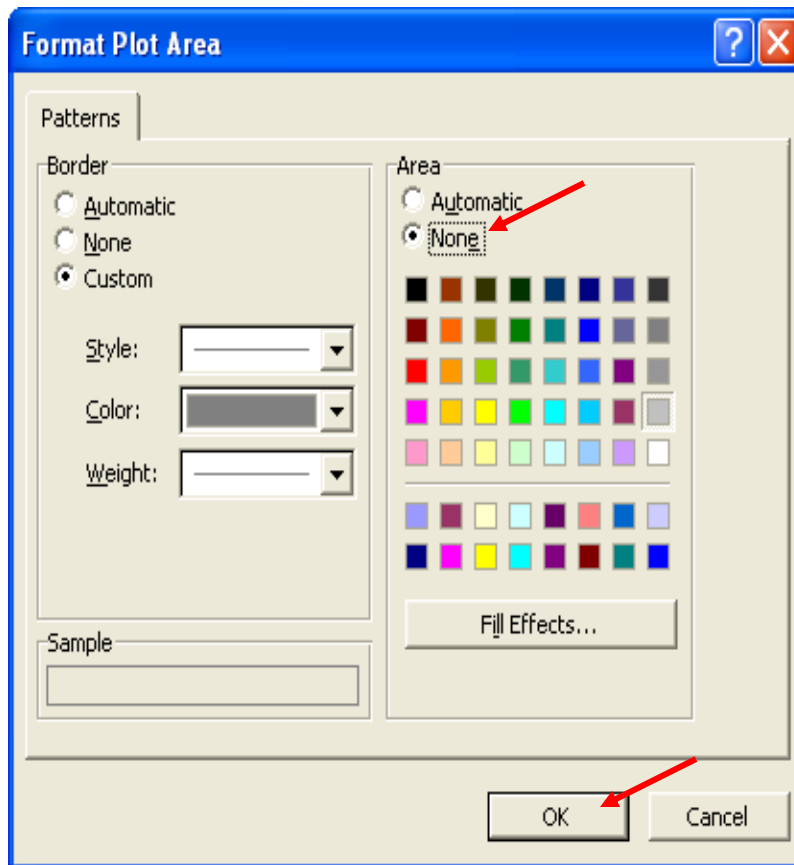 Format Plot Area
Patterns
Border
Automatic
None
Custom
Style:
Color:
Weight:
Sample
Area
Automatic
None
Fill Effects...
OK
Cancel